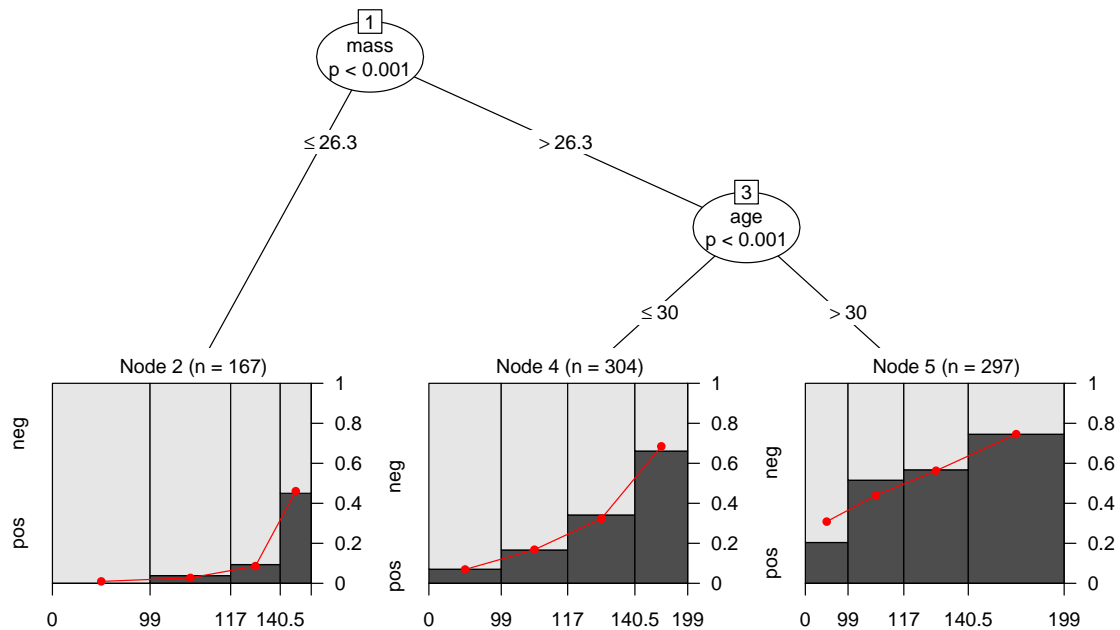 1
mass
p < 0.001
≤ 26.3
> 26.3
3
age
p < 0.001
≤ 30
> 30
Node 2 (n = 167)
neg
pos
1
0.8
0.6
0.4
0.2
0
0 99 117 140.5
Node 4 (n = 304)
neg
pos
1
0.8
0.6
0.4
0.2
0
0 99 117 140.5 199
Node 5 (n = 297)
neg
pos
1
0.8
0.6
0.4
0.2
0
0 99 117 140.5 199